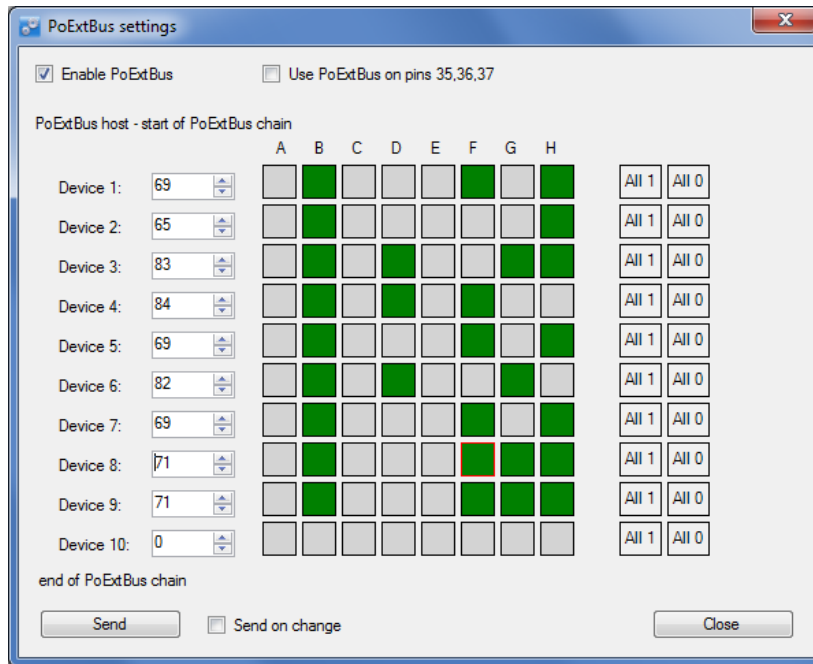 PoExtBus settings
Enable PoExtBus Use PoExtBus on pins 35,36,37
PoExtBus host - start of PoExtBus chain
A B C D E F G H
Device 1: 69 All 1 All 0
Device 2: 65 All 1 All 0
Device 3: 83 All 1 All 0
Device 4: 84 All 1 All 0
Device 5: 69 All 1 All 0
Device 6: 82 All 1 All 0
Device 7: 69 All 1 All 0
Device 8: 71 All 1 All 0
Device 9: 71 All 1 All 0
Device 10: 0 All 1 All 0
end of PoExtBus chain
Send Send on change Close